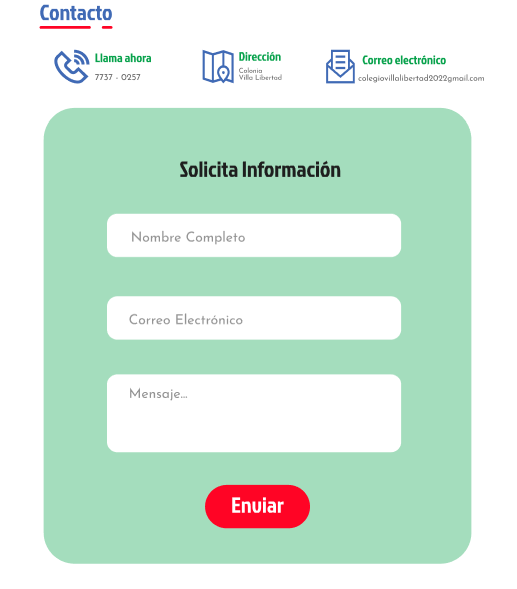 Contacto
Llama ahora
7737 - 0257
Dirección
Colonia
Villa Libertad
Correo electrónico
colegiovillalibertad2022gmail.com
Solicita Información
Nombre Completo
Correo Electrónico
Mensaje...
Enviar